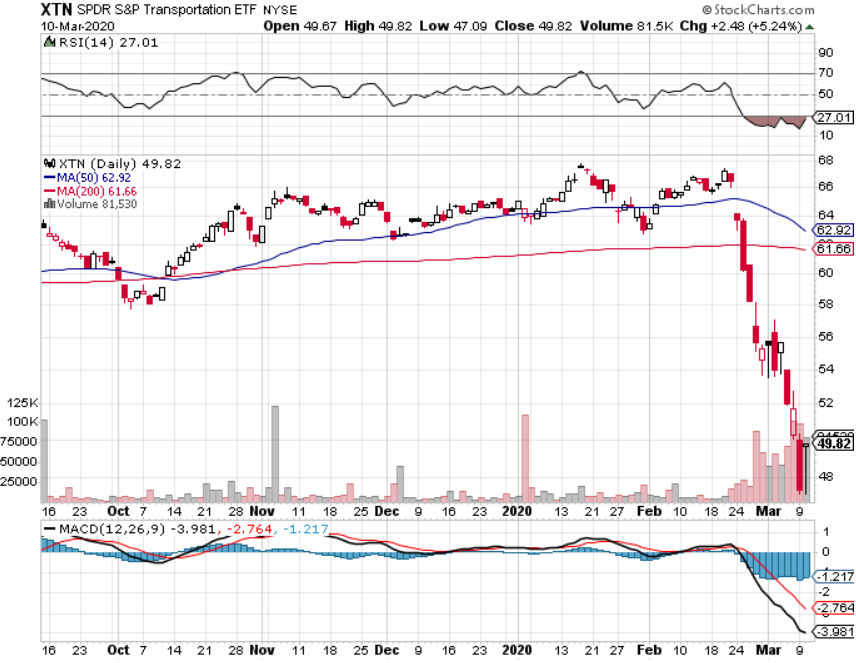 XTN SPDR S&P Transportation ETF NYSE
© StockCharts.com
10-Mar-2020
Open 49.67 High 49.82 Low 47.09 Close 49.82 Volume 81.5K Chg +2.48 (+5.24%)
RSI(14) 27.01
90
70
50
27.01
10
XTN (Daily) 49.82
MA(50) 62.92
MA(200) 61.66
Volume 81,530
68
66
64
62.92
61.66
60
58
56
54
52
49.82
48
125K
100K
75000
50000
25000
16 23 Oct 7 14 21 28 Nov 11 18 25 Dec 9 16 23 2020 13 21 27 Feb 10 18 24 Mar 9
MACD(12,26,9) -3.981, -2.764, -1.217
1
0
-1.217
-2
-2.764
-3.981
16 23 Oct 7 14 21 28 Nov 11 18 25 Dec 9 16 23 2020 13 21 27 Feb 10 18 24 Mar 9